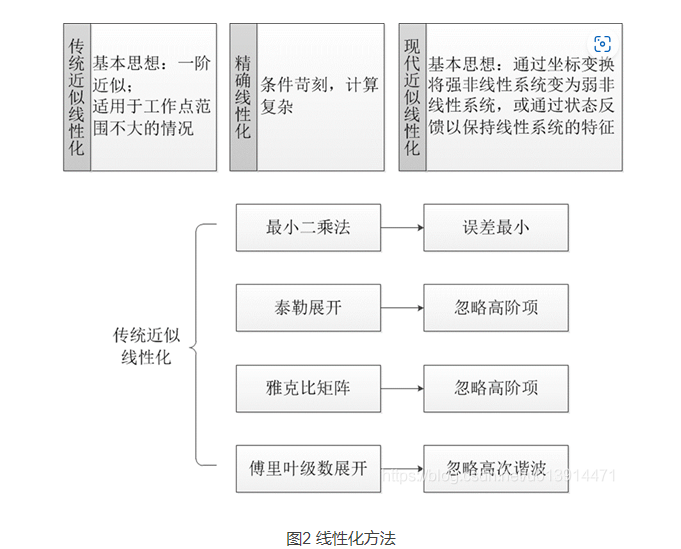 传统近似线性化
基本思想：一阶
近似；
适用于工作点范
围不大的情况
精确线性化
条件苛刻，计算
复杂
现代近似线性化
基本思想：通过坐标变换
将强非线性系统变为弱非
线性系统，或通过状态反
馈以保持线性系统的特征
传统近似
线性化
最小二乘法
误差最小
泰勒展开
忽略高阶项
雅克比矩阵
忽略高阶项
傅里叶级数展开
忽略高次谐波
图2 线性化方法